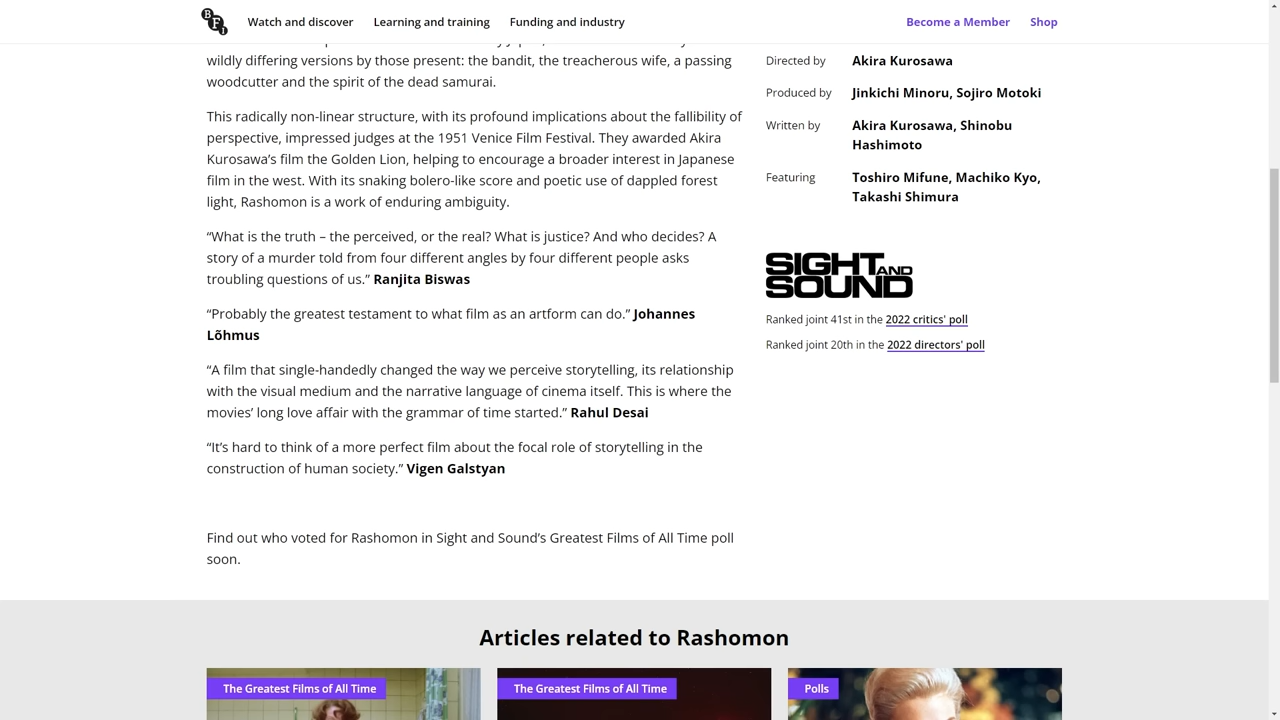 BFI
Watch and discover
Learning and training
Funding and industry
Become a Member
Shop
wildly differing versions by those present: the bandit, the treacherous wife, a passing
woodcutter and the spirit of the dead samurai.
This radically non-linear structure, with its profound implications about the fallibility of
perspective, impressed judges at the 1951 Venice Film Festival. They awarded Akira
Kurosawa’s film the Golden Lion, helping to encourage a broader interest in Japanese
film in the west. With its snaking bolero-like score and poetic use of dappled forest
light, Rashomon is a work of enduring ambiguity.
“What is the truth – the perceived, or the real? What is justice? And who decides? A
story of a murder told from four different angles by four different people asks
troubling questions of us.” Ranjita Biswas
“Probably the greatest testament to what film as an artform can do.” Johannes
Lõhmus
“A film that single-handedly changed the way we perceive storytelling, its relationship
with the visual medium and the narrative language of cinema itself. This is where the
movies’ long love affair with the grammar of time started.” Rahul Desai
“It’s hard to think of a more perfect film about the focal role of storytelling in the
construction of human society.” Vigen Galstyan
Find out who voted for Rashomon in Sight and Sound’s Greatest Films of All Time poll
soon.
Directed by
Akira Kurosawa
Produced by
Jinkichi Minoru, Sojiro Motoki
Written by
Akira Kurosawa, Shinobu
Hashimoto
Featuring
Toshiro Mifune, Machiko Kyo,
Takashi Shimura
SIGHT AND
SOUND
Ranked joint 41st in the 2022 critics' poll
Ranked joint 20th in the 2022 directors' poll
Articles related to Rashomon
The Greatest Films of All Time
The Greatest Films of All Time
Polls